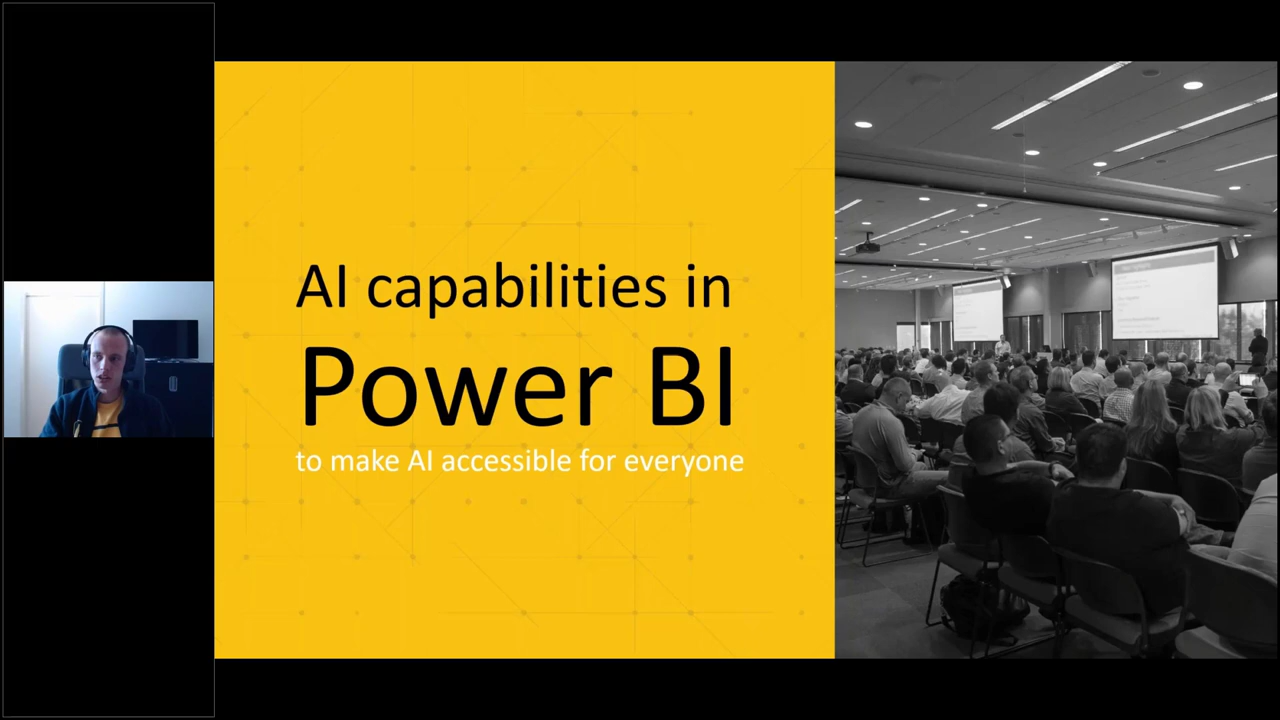 AI capabilities in
Power BI
to make AI accessible for everyone